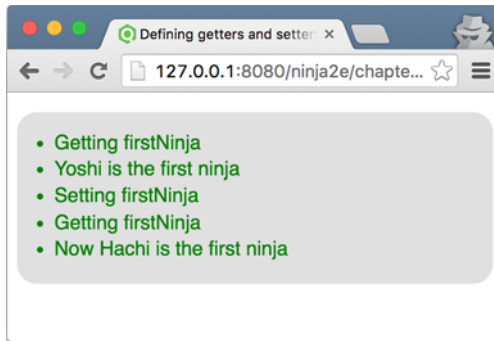 Defining getters and setter
127.0.0.1:8080/ninja2e/chapte...
Getting firstNinja
Yoshi is the first ninja
Setting firstNinja
Getting firstNinja
Now Hachi is the first ninja